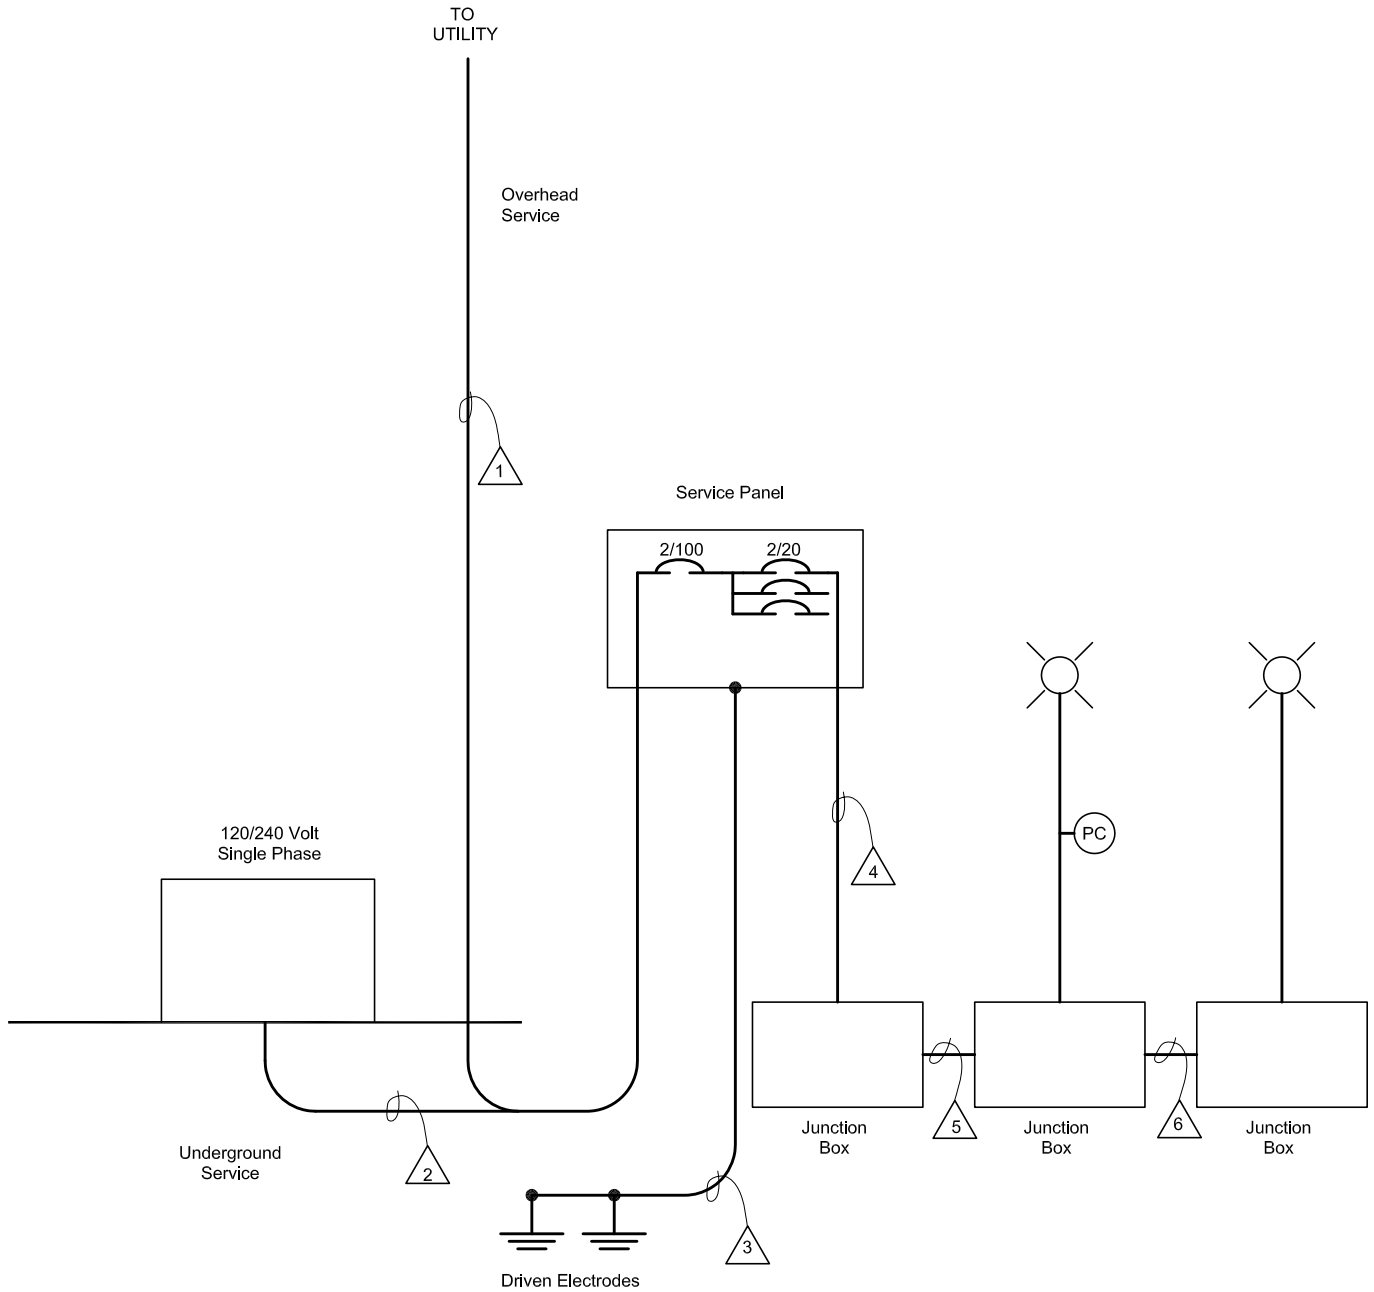 TO
UTILITY
Overhead
Service
1
Service Panel
2/100
2/20
120/240 Volt
Single Phase
PC
4
Underground
Service
2
Junction
Box
5
Junction
Box
6
Junction
Box
3
Driven Electrodes